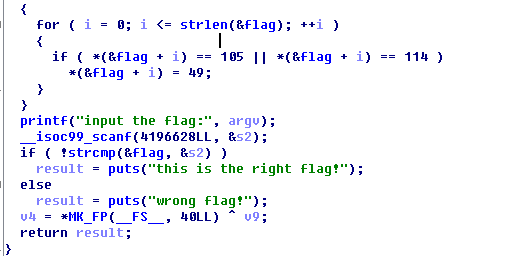 {
for ( i = 0; i <= strlen(&flag); ++i )
{
if ( *(&flag + i) == 105 || *(&flag + i) == 114 )
*(&flag + i) = 49;
}
}
printf("input the flag:", argv);
__isoc99_scanf(4196628LL, &s2);
if ( !strcmp(&flag, &s2) )
result = puts("this is the right flag!");
else
result = puts("wrong flag!");
v4 = *MK_FP(__FS__, 40LL) ^ v9;
return result;
}